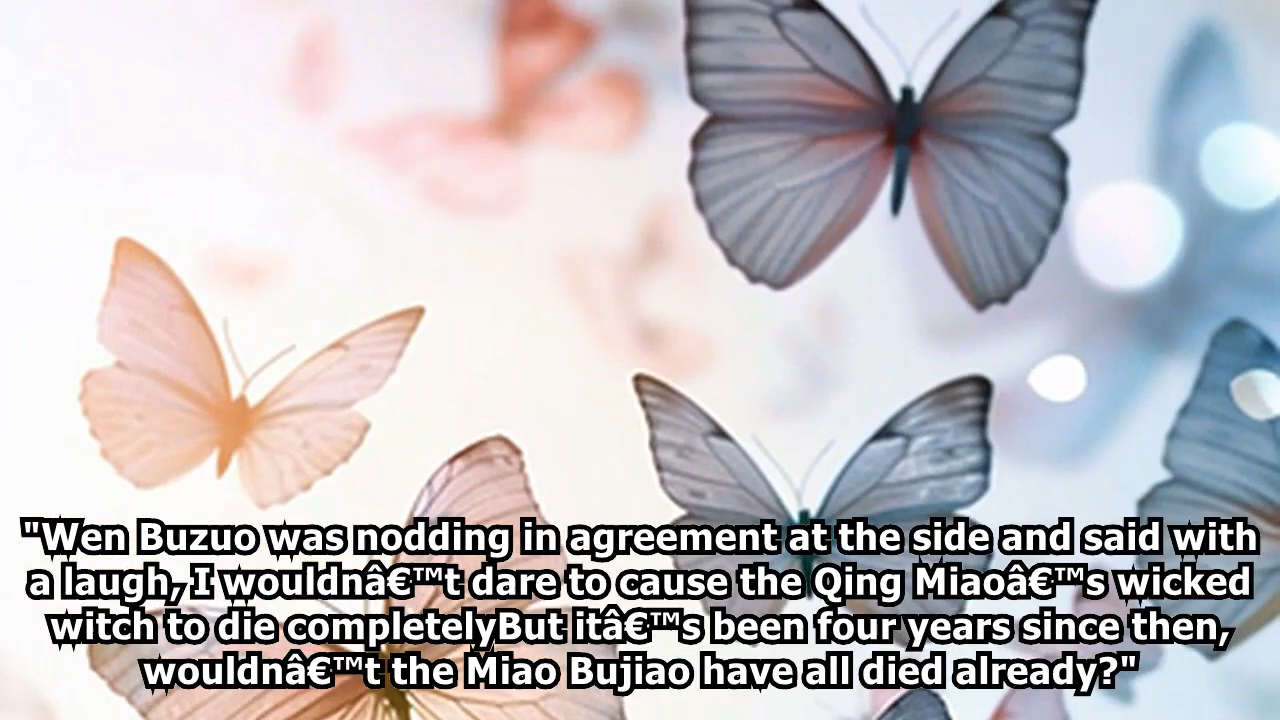 "Wen Buzuo was nodding in agreement at the side and said with
a laugh, I wouldnâ€™t dare to cause the Qing Miaoâ€™s wicked
witch to die completelyBut itâ€™s been four years since then,
wouldnâ€™t the Miao Bujiao have all died already?"